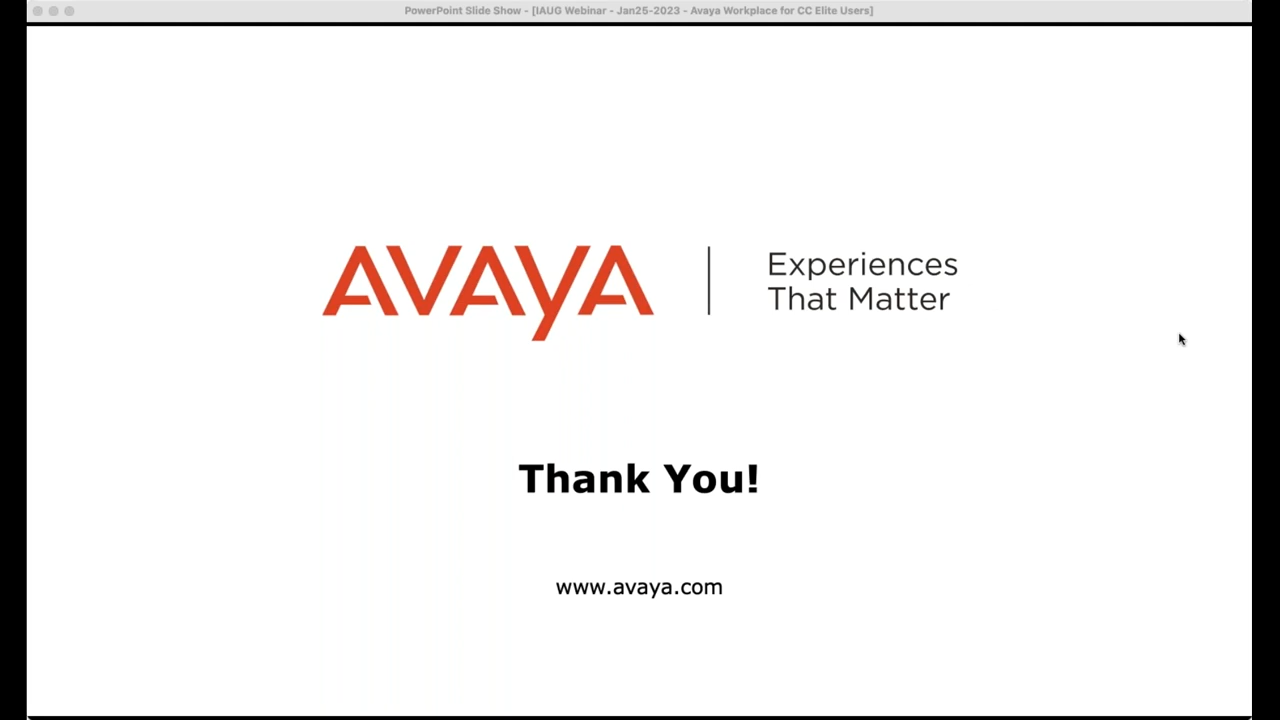 PowerPoint Slide Show - [IAUG Webinar - Jan25-2023 - Avaya Workplace for CC Elite Users]
AVAYA
Experiences
That Matter
Thank You!
www.avaya.com